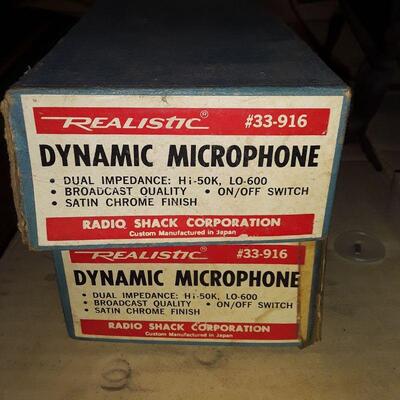 REALISTIC® #33-916
DYNAMIC MICROPHONE
• DUAL IMPEDANCE: Hi-50K, LO-600
• BROADCAST QUALITY • ON/OFF SWITCH
• SATIN CHROME FINISH
RADIO SHACK CORPORATION
Custom Manufactured in Japan
REALISTIC® #33-916
DYNAMIC MICROPHONE
• DUAL IMPEDANCE: Hi-50K, LO-600
• BROADCAST QUALITY • ON/OFF SWITCH
• SATIN CHROME FINISH
RADIO SHACK CORPORATION
Custom Manufactured in Japan